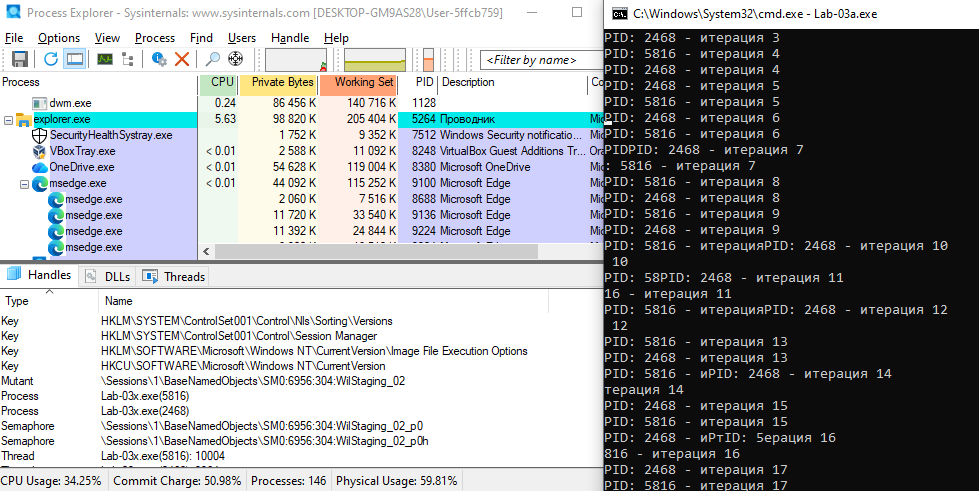 Process Explorer - Sysinternals: www.sysinternals.com [DESKTOP-GM9AS28\User-5ffcb759]
File Options View Process Find Users Handle Help
<Filter by name>
Process CPU Private Bytes Working Set PID Description Co
dwm.exe 0.24 86 456 K 140 716 K 1128
explorer.exe 5.63 98 820 K 205 404 K 5264 Проводник Mic
SecurityHealthSystray.exe 1 752 K 9 352 K 7512 Windows Security notificatio... Mic
VBoxTray.exe < 0.01 2 588 K 11 092 K 8248 VirtualBox Guest Additions Tr... Ora
OneDrive.exe < 0.01 54 628 K 119 004 K 8380 Microsoft OneDrive Mic
msedge.exe < 0.01 44 092 K 115 252 K 9100 Microsoft Edge Mic
msedge.exe 2 060 K 7 516 K 8688 Microsoft Edge Mic
msedge.exe 11 720 K 33 540 K 9136 Microsoft Edge Mic
msedge.exe 11 392 K 24 844 K 9224 Microsoft Edge Mic
msedge.exe Microsoft Edge
Handles DLLs Threads
Type Name
Key HKLM\SYSTEM\ControlSet001\Control\Nls\Sorting\Versions
Key HKLM\SYSTEM\ControlSet001\Control\Session Manager
Key HKLM\SOFTWARE\Microsoft\Windows NT\CurrentVersion\Image File Execution Options
Key HKCU\SOFTWARE\Microsoft\Windows NT\CurrentVersion
Mutant \Sessions\1\BaseNamedObjects\SM0:6956:304:WilStaging_02
Process Lab-03x.exe(5816)
Process Lab-03x.exe(2468)
Semaphore \Sessions\1\BaseNamedObjects\SM0:6956:304:WilStaging_02_p0
Semaphore \Sessions\1\BaseNamedObjects\SM0:6956:304:WilStaging_02_p0h
Thread Lab-03x.exe(5816): 10004
CPU Usage: 34.25% Commit Charge: 50.98% Processes: 146 Physical Usage: 59.81%
C:\Windows\System32\cmd.exe - Lab-03a.exe
PID: 2468 - итерация 3
PID: 5816 - итерация 4
PID: 2468 - итерация 4
PID: 2468 - итерация 5
PID: 5816 - итерация 5
PID: 2468 - итерация 6
PID: 5816 - итерация 6
PIDPID: 2468 - итерация 7
: 5816 - итерация 7
PID: 5816 - итерация 8
PID: 2468 - итерация 8
PID: 5816 - итерация 9
PID: 2468 - итерация 9
PID: 5816 - итерацияPID: 2468 - итерация 10
10
PID: 58PID: 2468 - итерация 11
16 - итерация 11
PID: 5816 - итерацияPID: 2468 - итерация 12
12
PID: 5816 - итерация 13
PID: 2468 - итерация 13
PID: 5816 - иPID: 2468 - итерация 14
терация 14
PID: 2468 - итерация 15
PID: 5816 - итерация 15
PID: 2468 - иPтID: 5ерация 16
816 - итерация 16
PID: 2468 - итерация 17
PID: 5816 - итерация 17